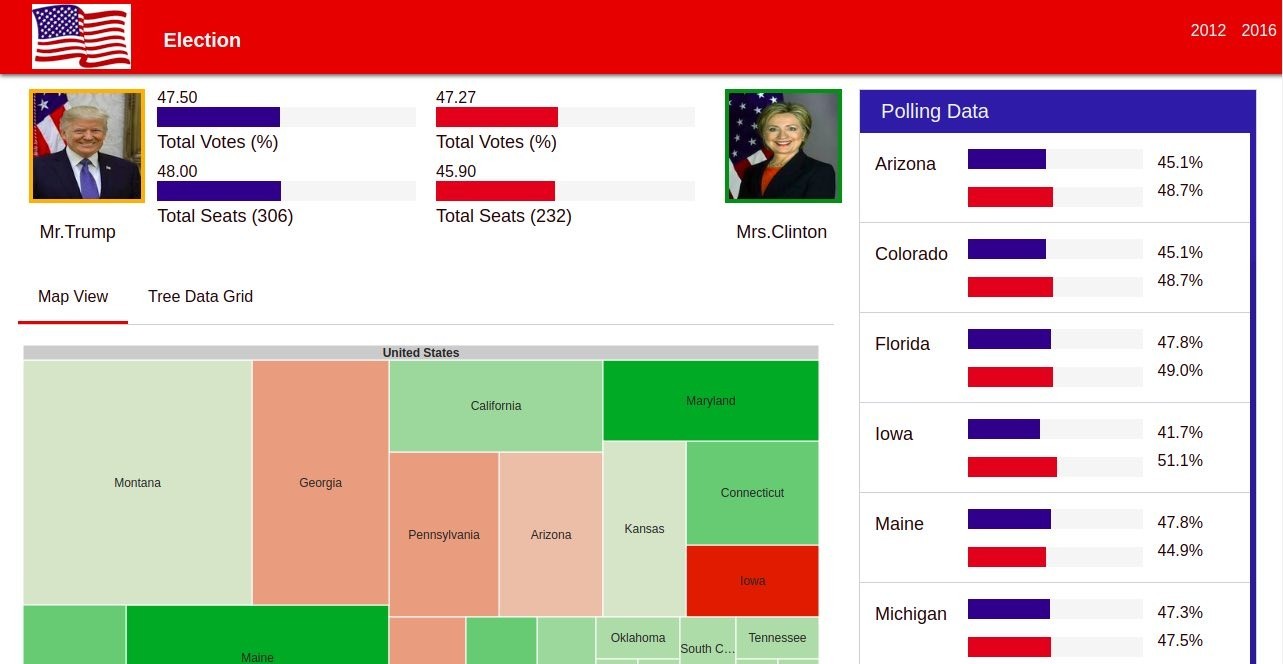 Election
2012 2016
47.50
Total Votes (%)
48.00
Total Seats (306)
Mr.Trump
47.27
Total Votes (%)
45.90
Total Seats (232)
Mrs.Clinton
Map View Tree Data Grid
United States
Montana
Georgia
California
Maryland
Pennsylvania
Arizona
Kansas
Connecticut
Iowa
Maine
Oklahoma
South C...
Tennessee
Polling Data
Arizona
45.1%
48.7%
Colorado
45.1%
48.7%
Florida
47.8%
49.0%
Iowa
41.7%
51.1%
Maine
47.8%
44.9%
Michigan
47.3%
47.5%